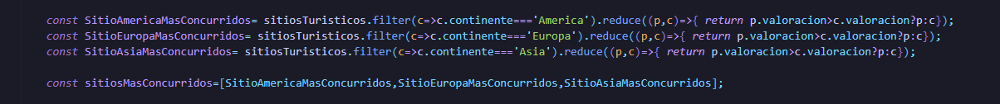 const SitioAmericaMasConcurridos= sitiosTuristicos.filter(c=>c.continente==='America').reduce((p,c)=>{ return p.valoracion>c.valoracion?p:c});
const SitioEuropaMasConcurridos= sitiosTuristicos.filter(c=>c.continente==='Europa').reduce((p,c)=>{ return p.valoracion>c.valoracion?p:c});
const SitioAsiaMasConcurridos= sitiosTuristicos.filter(c=>c.continente==='Asia').reduce((p,c)=>{ return p.valoracion>c.valoracion?p:c});
const sitiosMasConcurridos=[SitioAmericaMasConcurridos,SitioEuropaMasConcurridos,SitioAsiaMasConcurridos];